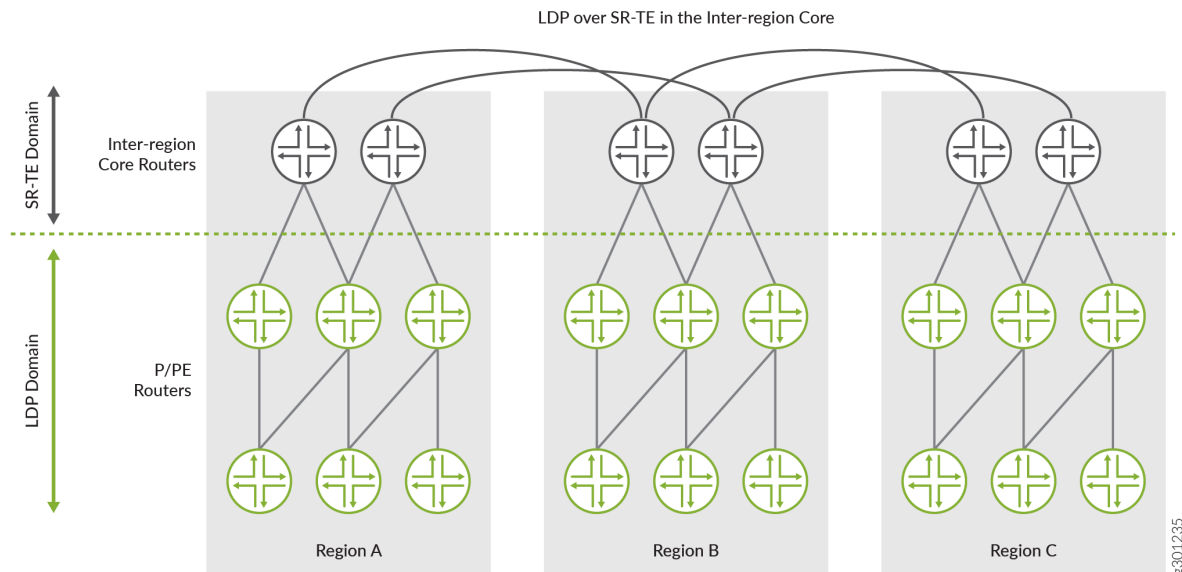 LDP over SR-TE in the Inter-region Core
SR-TE Domain
Inter-region
Core Routers
LDP Domain
P/PE
Routers
Region A
Region B
Region C
g301235